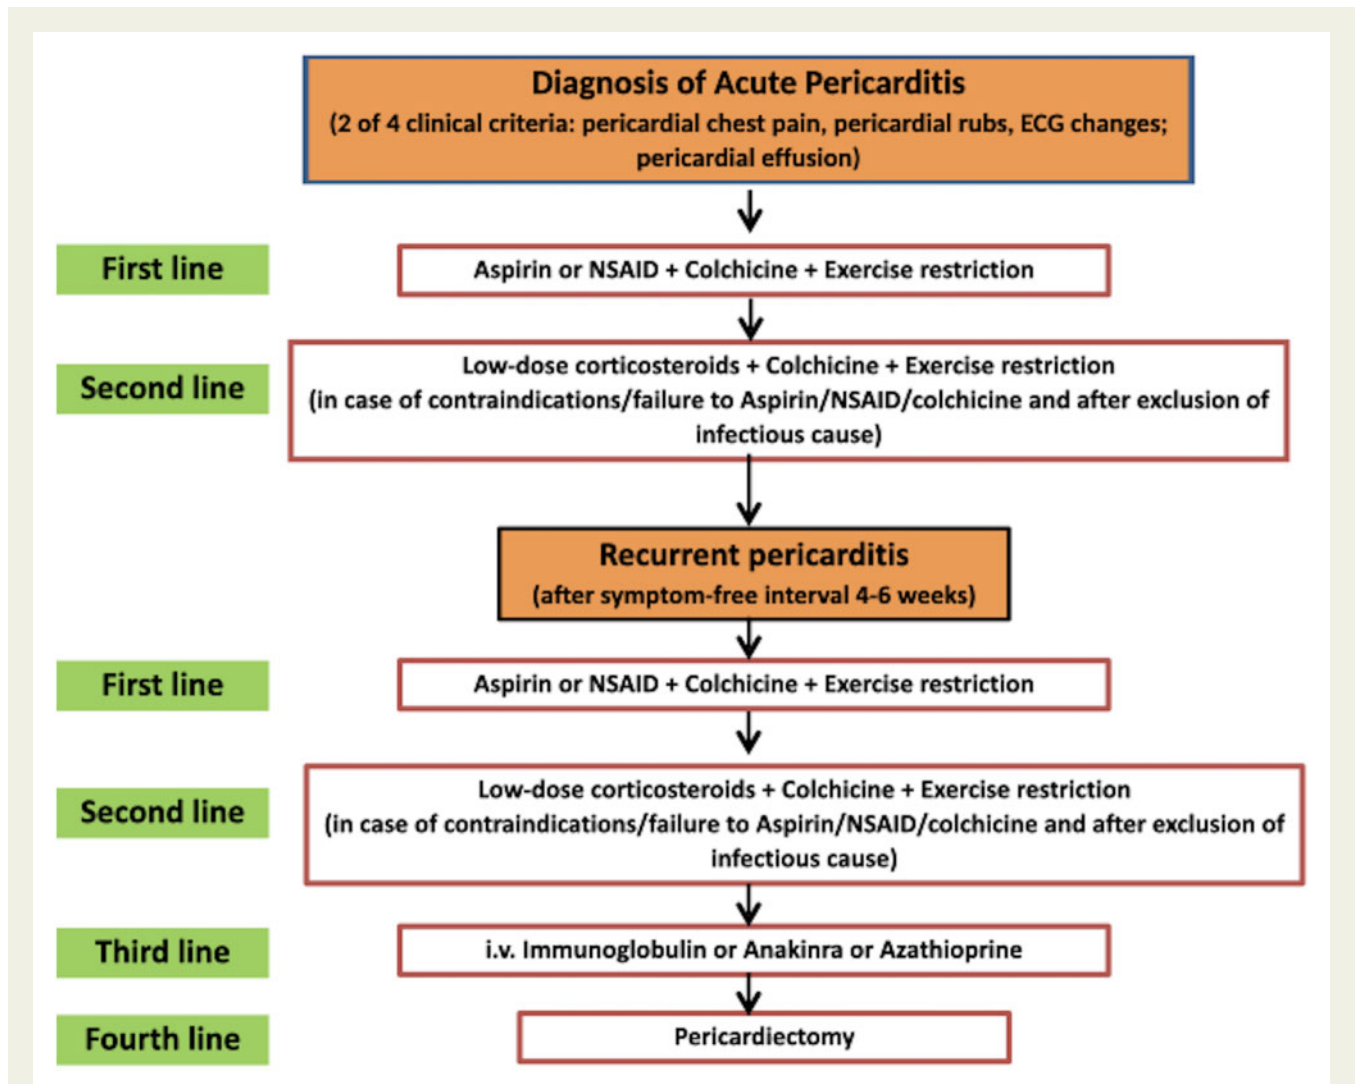 Diagnosis of Acute Pericarditis
(2 of 4 clinical criteria: pericardial chest pain, pericardial rubs, ECG changes;
pericardial effusion)
First line
Aspirin or NSAID + Colchicine + Exercise restriction
Second line
Low-dose corticosteroids + Colchicine + Exercise restriction
(in case of contraindications/failure to Aspirin/NSAID/colchicine and after exclusion of
infectious cause)
Recurrent pericarditis
(after symptom-free interval 4-6 weeks)
First line
Aspirin or NSAID + Colchicine + Exercise restriction
Second line
Low-dose corticosteroids + Colchicine + Exercise restriction
(in case of contraindications/failure to Aspirin/NSAID/colchicine and after exclusion of
infectious cause)
Third line
i.v. Immunoglobulin or Anakinra or Azathioprine
Fourth line
Pericardiectomy